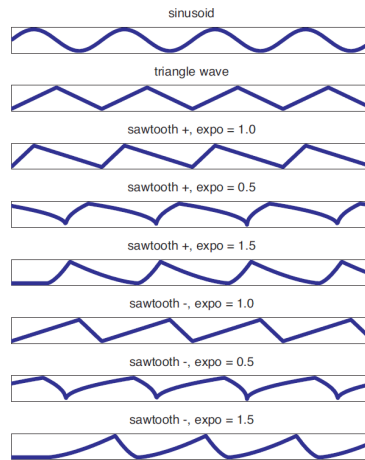 sinusoid
triangle wave
sawtooth +, expo = 1.0
sawtooth +, expo = 0.5
sawtooth +, expo = 1.5
sawtooth -, expo = 1.0
sawtooth -, expo = 0.5
sawtooth -, expo = 1.5